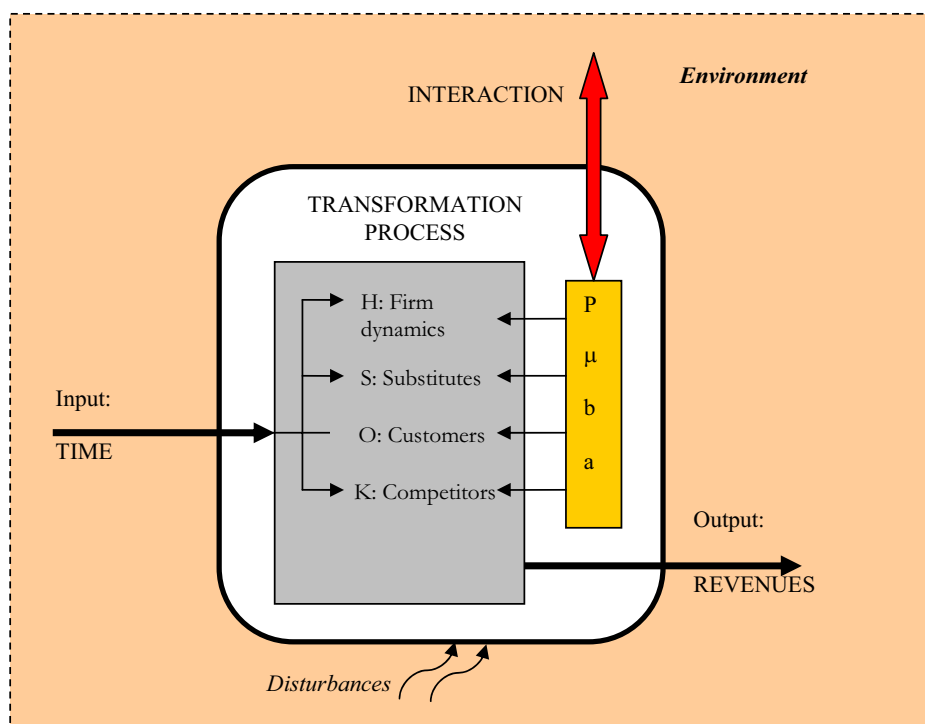 Environment
INTERACTION
TRANSFORMATION
PROCESS
H: Firm
dynamics
S: Substitutes
O: Customers
K: Competitors
P
μ
b
a
Input:
TIME
Output:
REVENUES
Disturbances